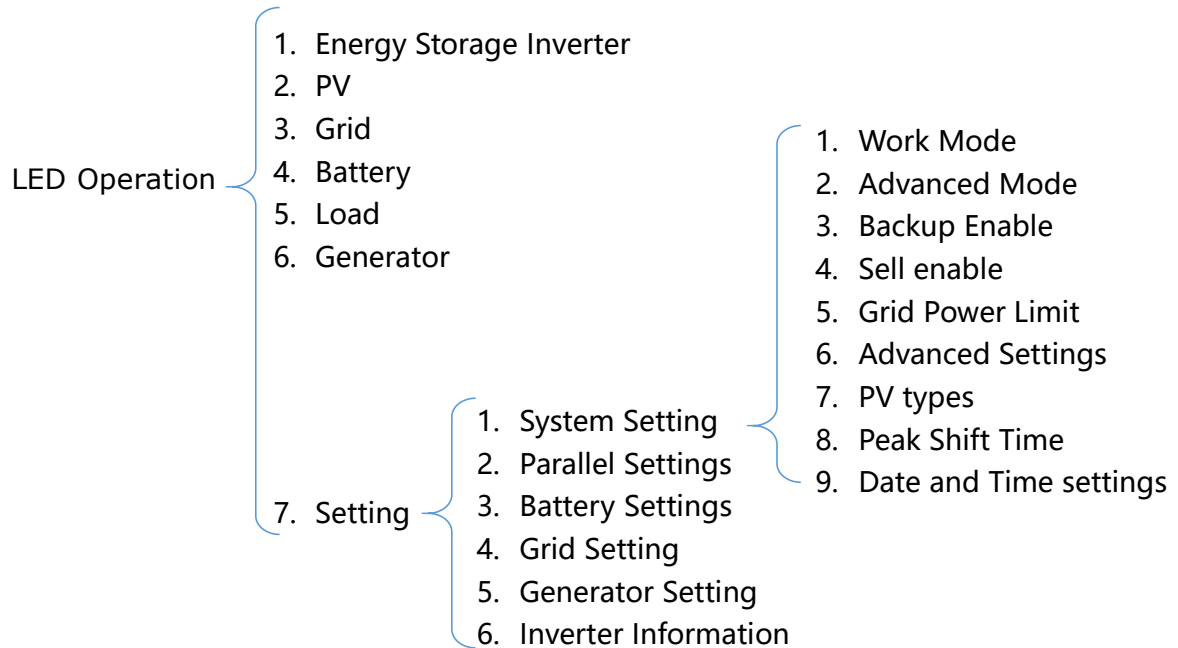 LED Operation
1. Energy Storage Inverter
2. PV
3. Grid
4. Battery
5. Load
6. Generator
7. Setting
1. System Setting
2. Parallel Settings
3. Battery Settings
4. Grid Setting
5. Generator Setting
6. Inverter Information
1. Work Mode
2. Advanced Mode
3. Backup Enable
4. Sell enable
5. Grid Power Limit
6. Advanced Settings
7. PV types
8. Peak Shift Time
9. Date and Time settings